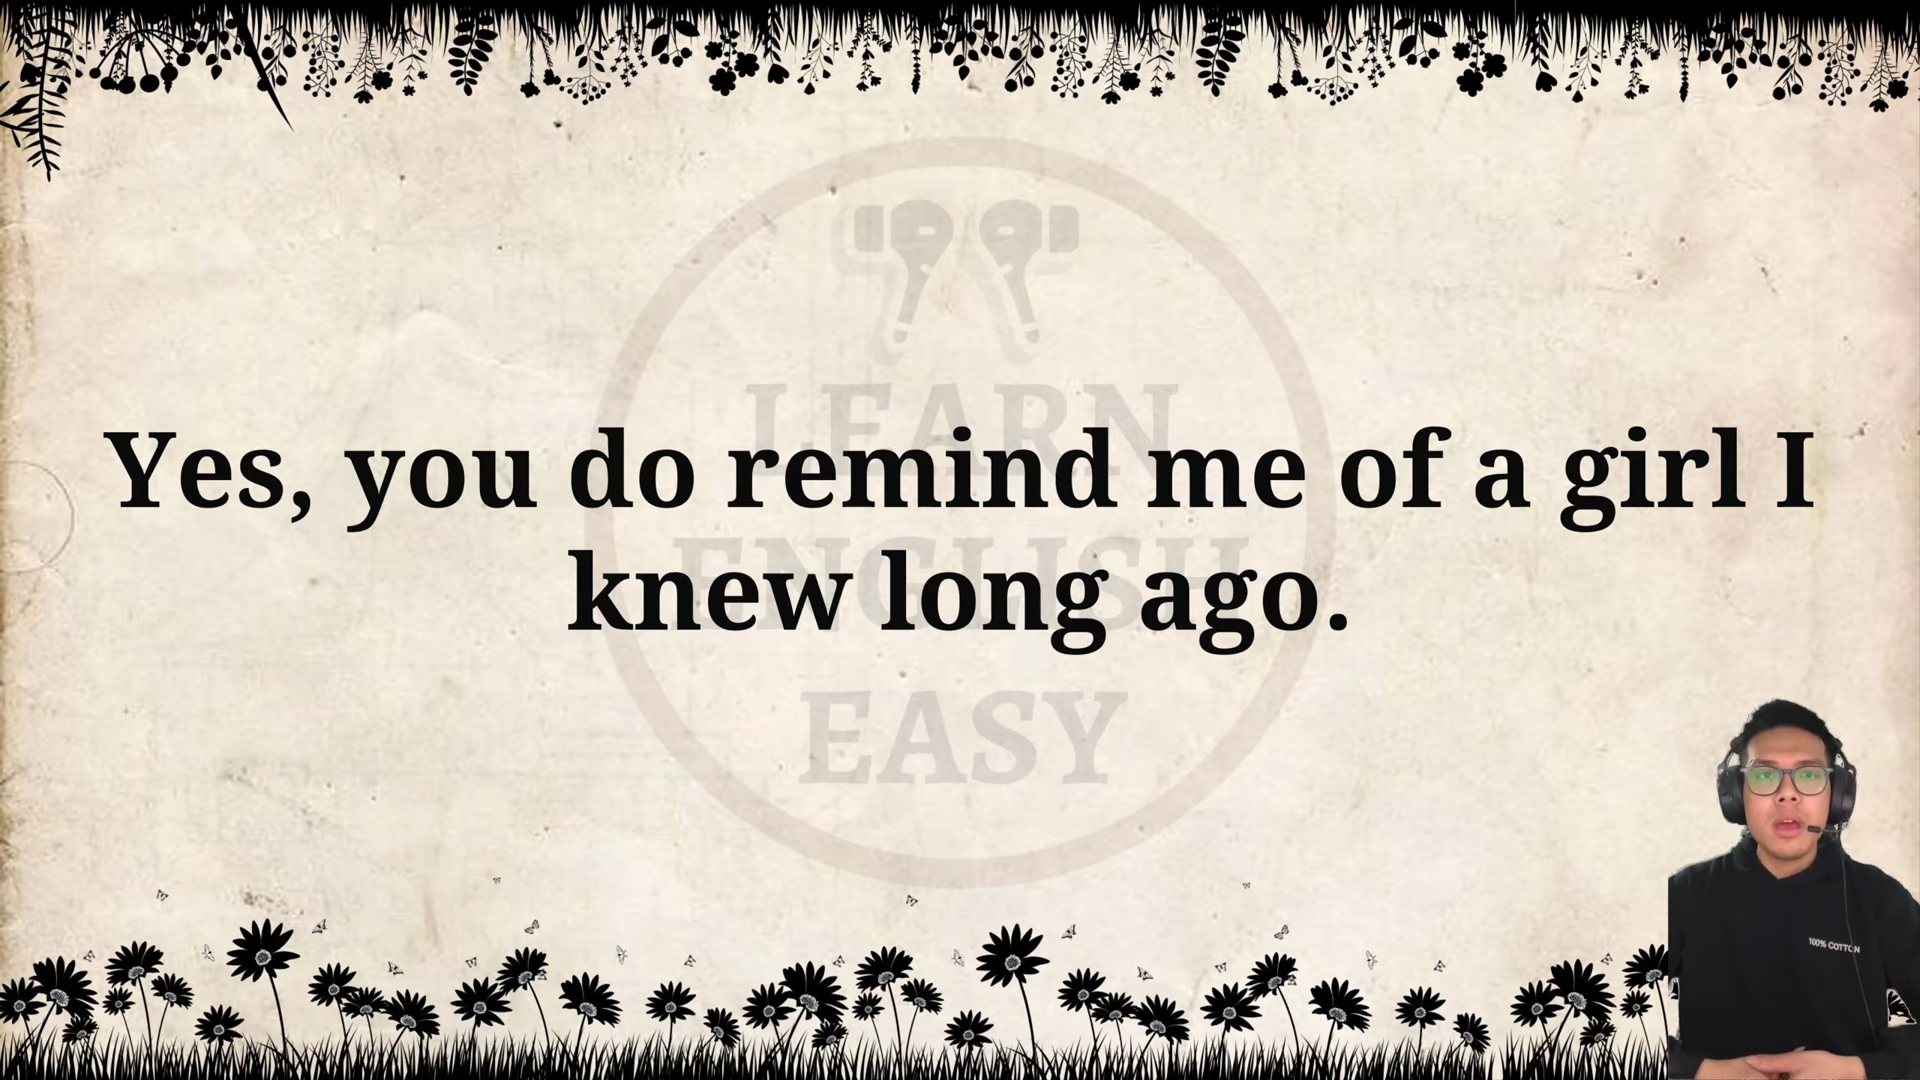 LEARN
Yes, you do remind me of a girl I
ENGLISH
knew long ago.
EASY
100% COTTON